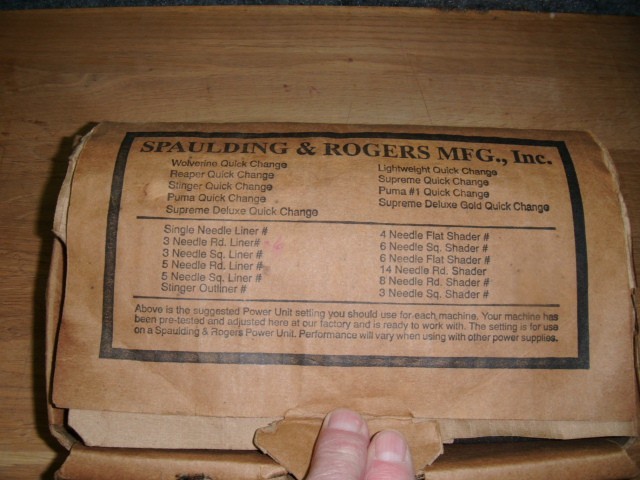 SPAULDING & ROGERS MFG., Inc.
Wolverine Quick Change
Reaper Quick Change
Stinger Quick Change
Puma Quick Change
Supreme Deluxe Quick Change
Lightweight Quick Change
Supreme Quick Change
Puma #1 Quick Change
Supreme Deluxe Gold Quick Change
Single Needle Liner #
3 Needle Rd. Liner#
3 Needle Sq. Liner#
5 Needle Rd. Liner #
5 Needle Sq. Liner #
Stinger Outliner #
4 Needle Flat Shader #
6 Needle Sq. Shader #
6 Needle Flat Shader #
14 Needle Rd. Shader
8 Needle Rd. Shader #
3 Needle Sq. Shader #
Above is the suggested Power Unit setting you should use for each machine. Your machine has
been pre-tested and adjusted here at our factory and is ready to work with. The setting is for use
on a Spaulding & Rogers Power Unit. Performance will vary when using with other power supplies.